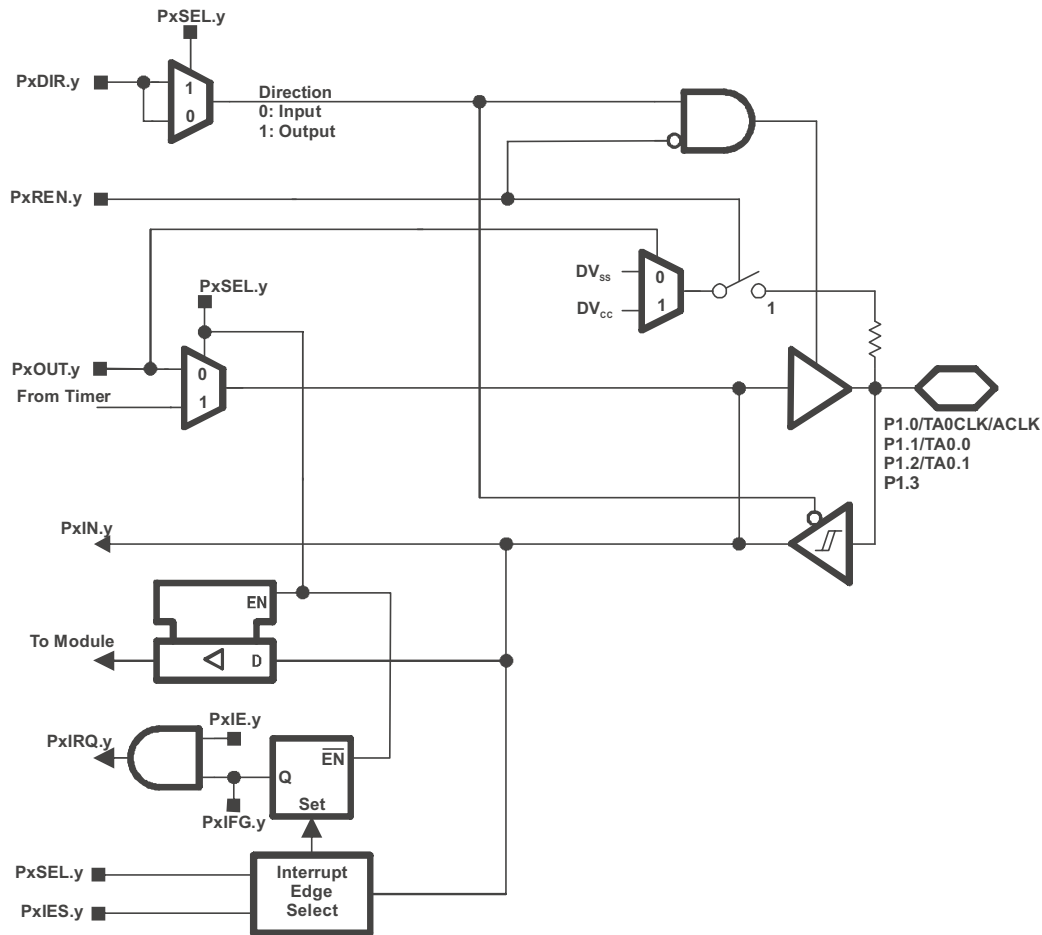 PxSEL.y
PxDIR.y
1
0
Direction
0: Input
1: Output
PxREN.y
DVSS
0
DVCC
1
1
PxSEL.y
PxOUT.y
0
From Timer
1
P1.0/TA0CLK/ACLK
P1.1/TA0.0
P1.2/TA0.1
P1.3
PxIN.y
EN
To Module
D
PxIE.y
PxIRQ.y
EN
Q
Set
PxIFG.y
PxSEL.y
Interrupt
Edge
Select
PxIES.y